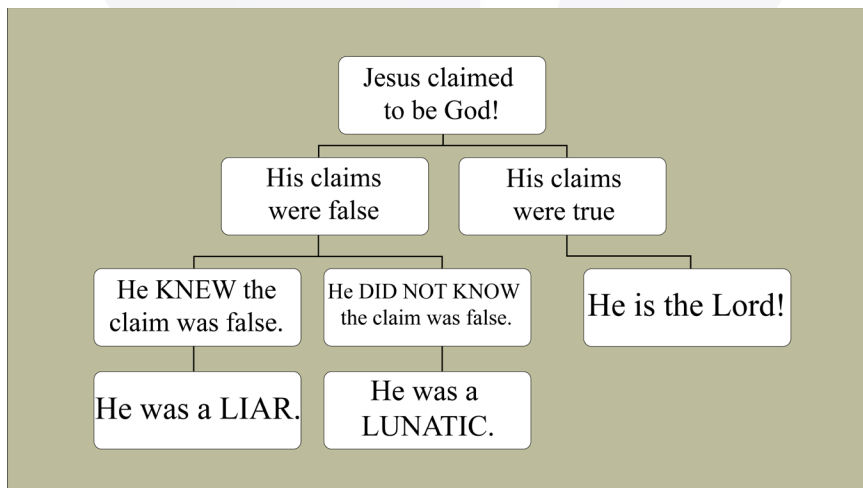 Jesus claimed
to be God!
His claims
were false
His claims
were true
He KNEW the
claim was false.
He DID NOT KNOW
the claim was false.
He is the Lord!
He was a LIAR.
He was a
LUNATIC.